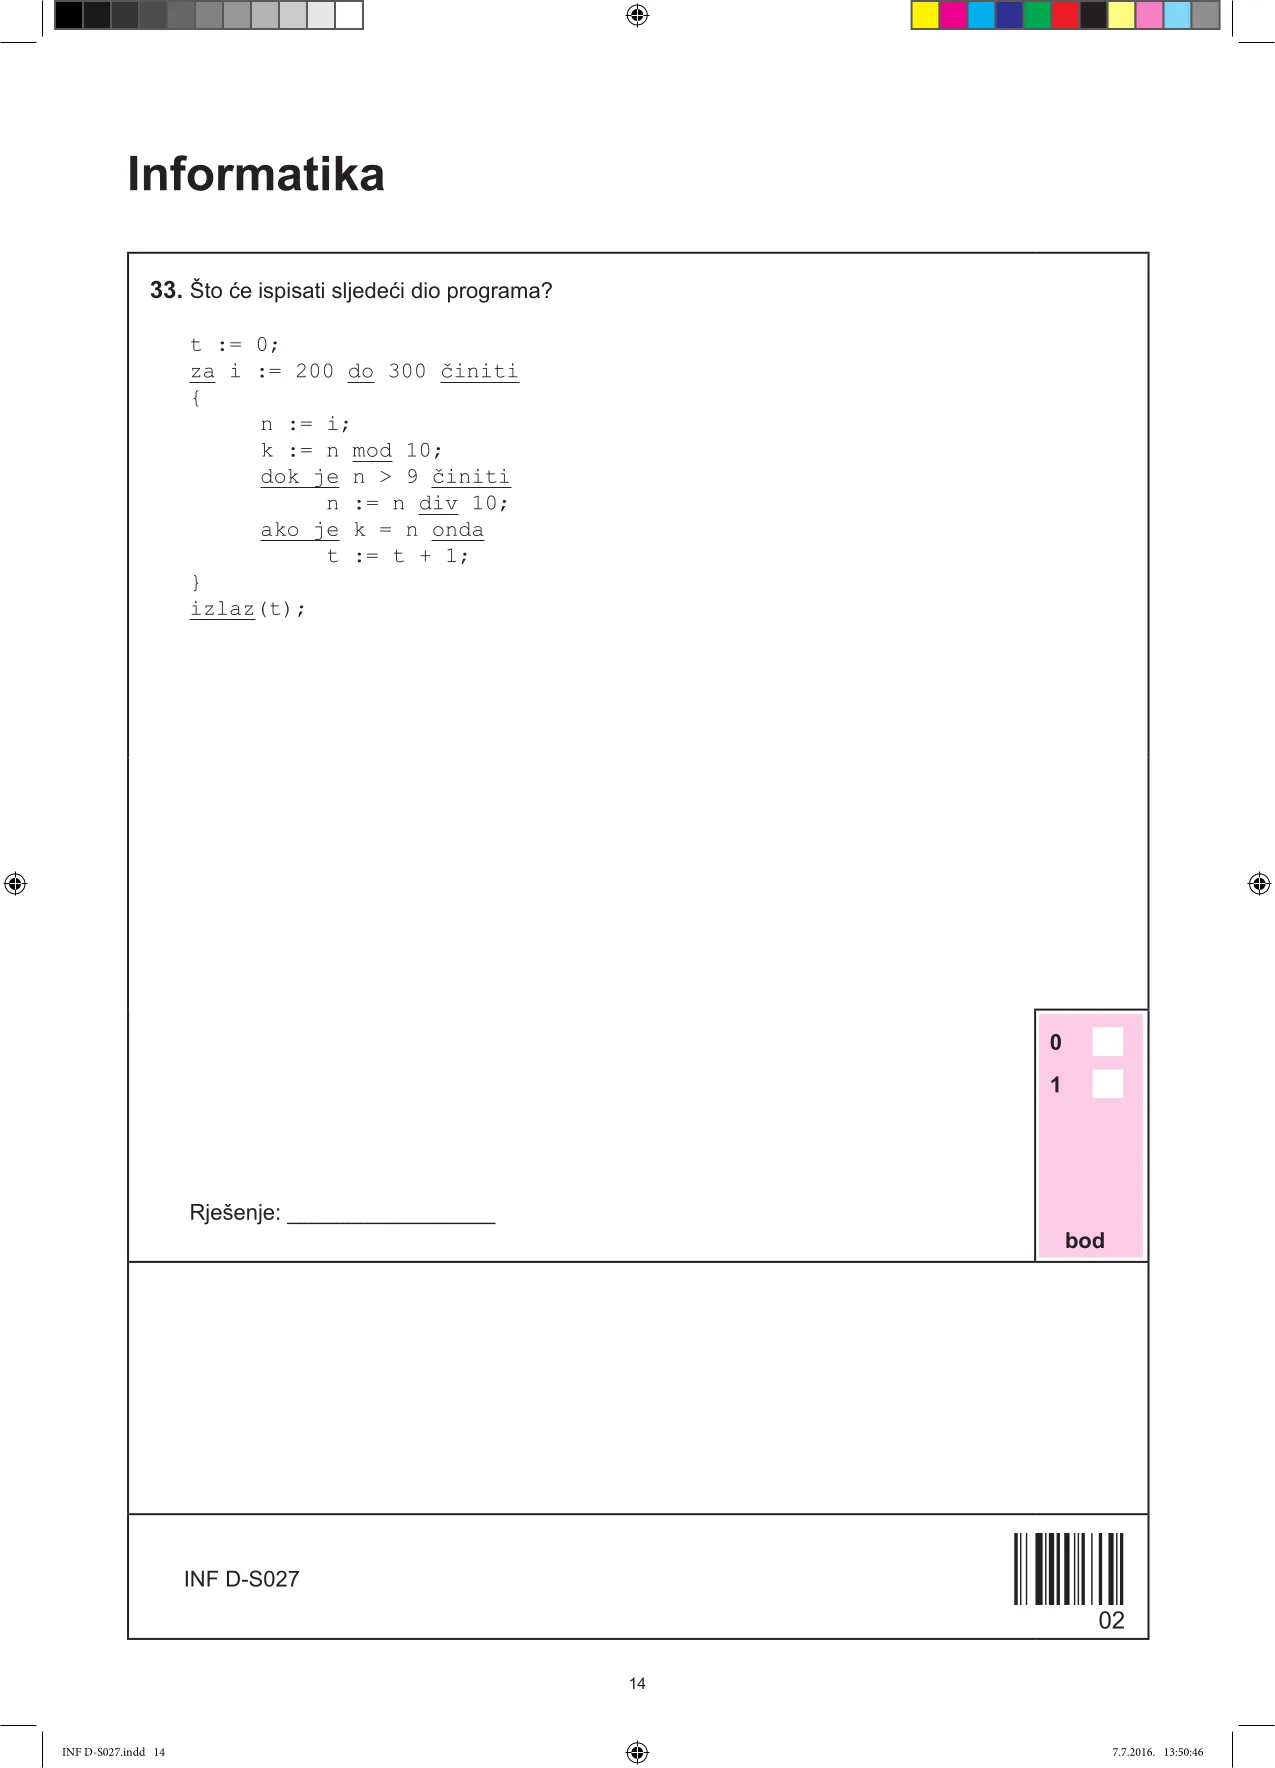 Informatika
33. Što će ispisati sljedeći dio programa?
t := 0;
za i := 200 do 300 činiti
{
n := i;
k := n mod 10;
dok je n > 9 činiti
n := n div 10;
ako je k = n onda
t := t + 1;
}
izlaz(t);
0
1
Rješenje: _________________
bod
INF D-S027
02
14
INF D-S027.indd 14
7.7.2016. 13:50:46